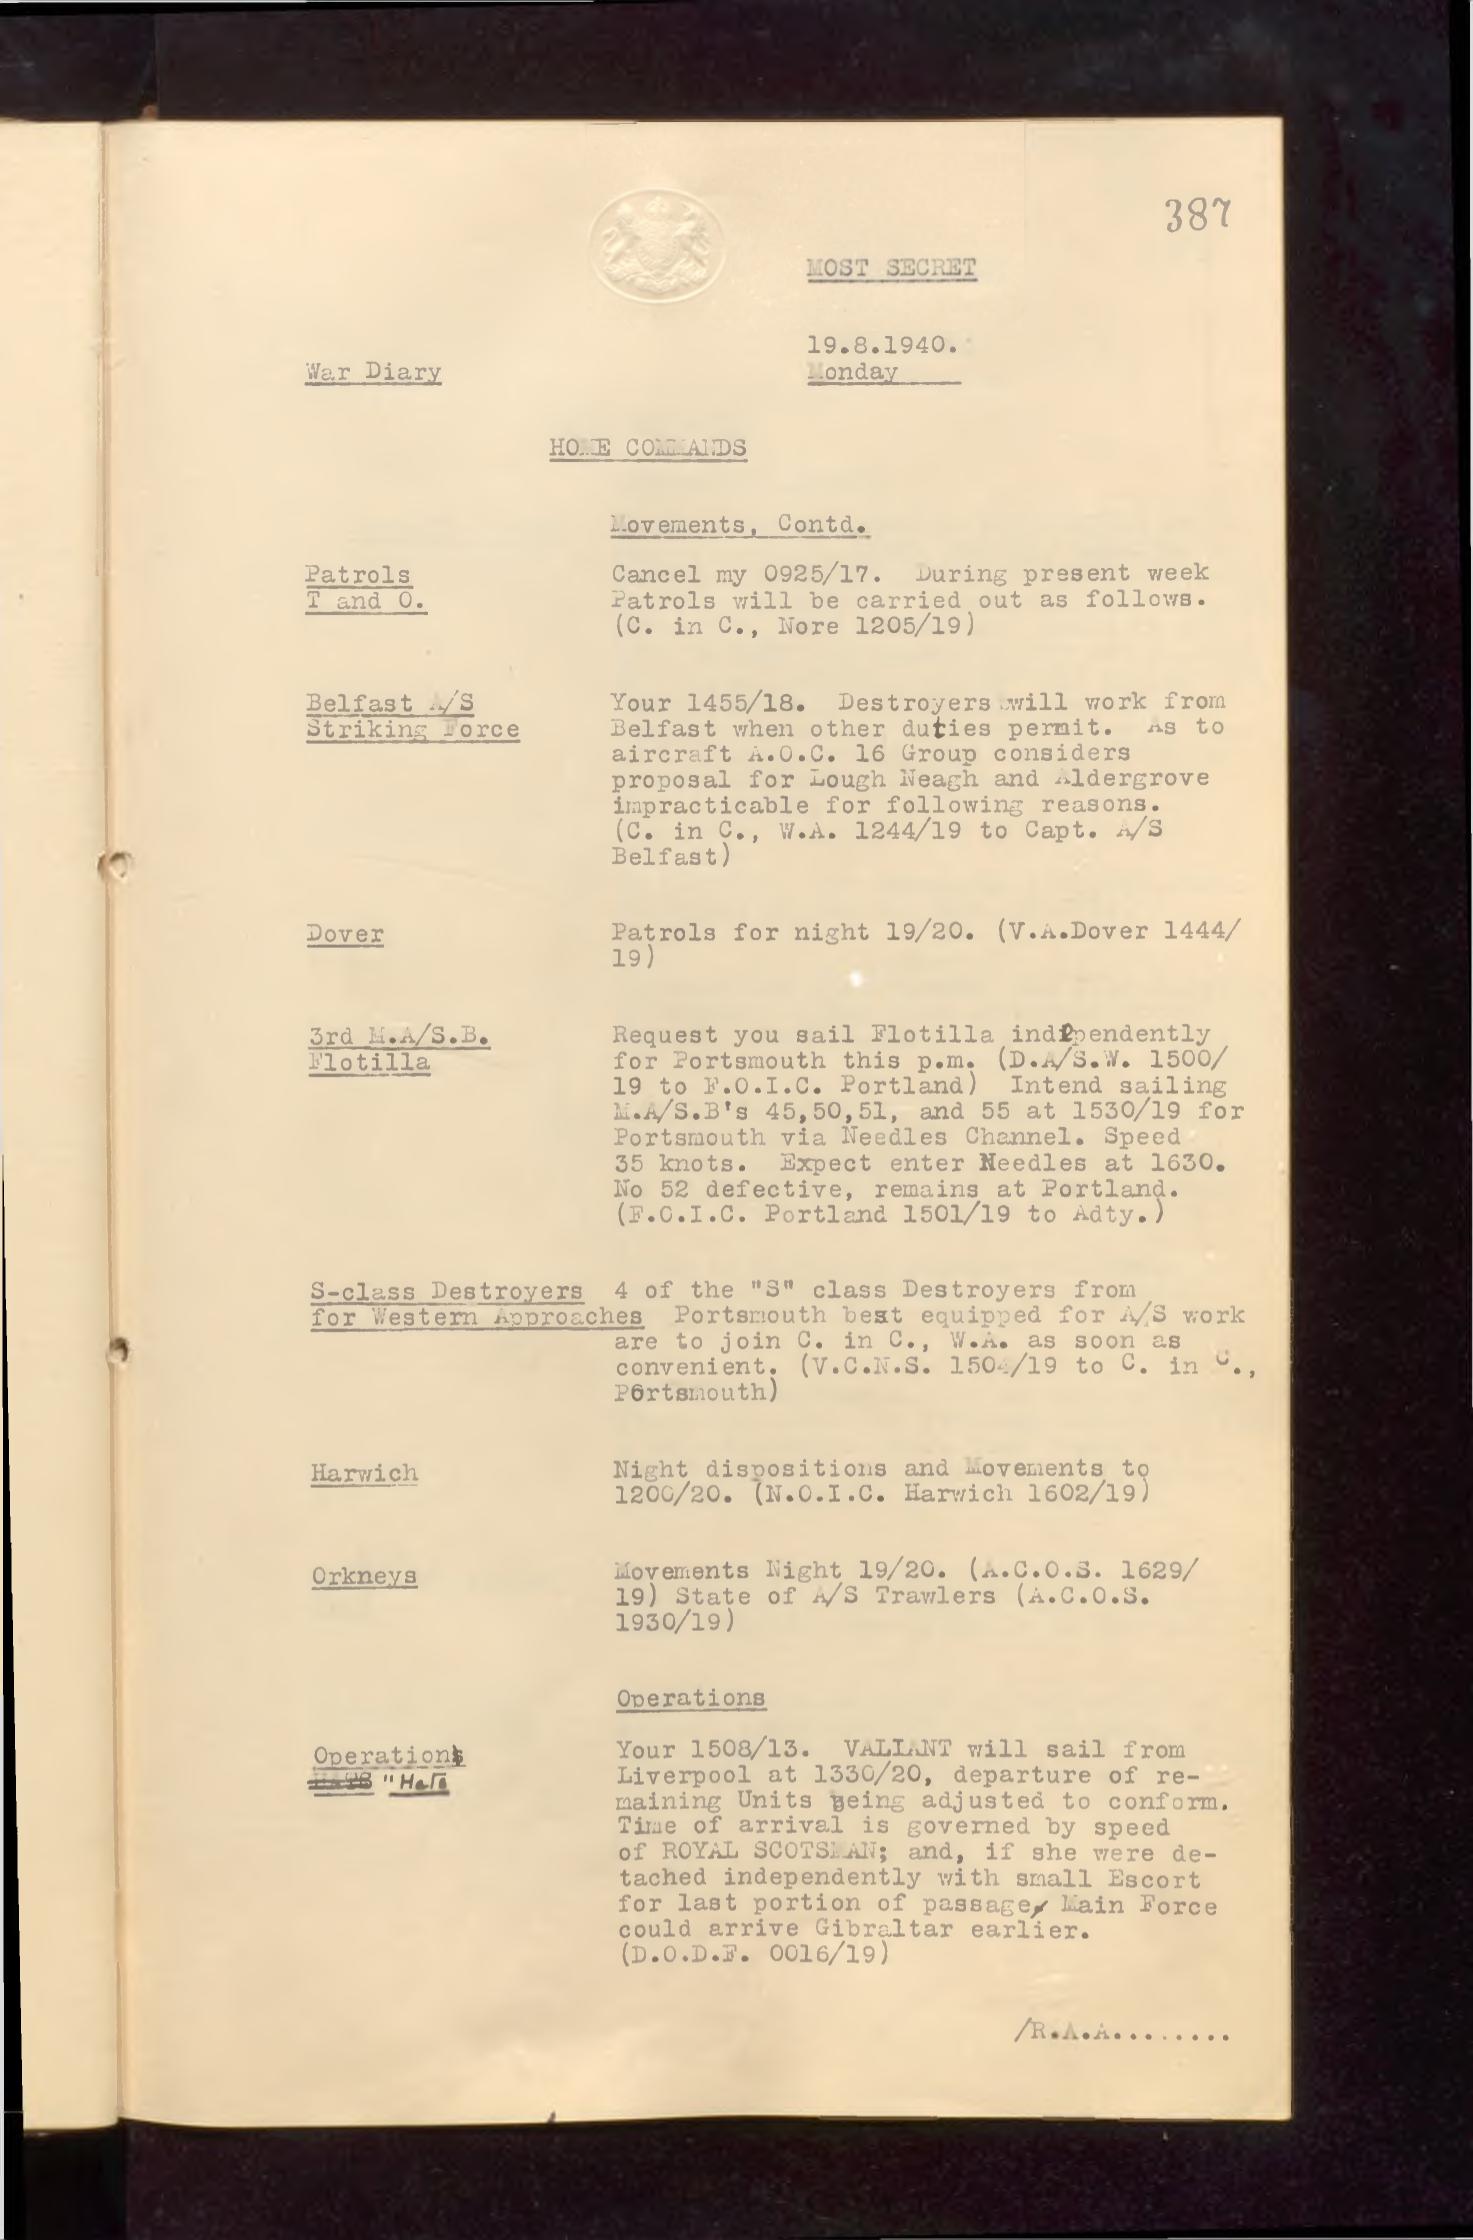 387
MOST SECRET
19.8.1940.
War Diary
Monday
HOME COMMANDS
Movements, Contd.
Patrols
T and O.
Cancel my 0925/17. During present week
Patrols will be carried out as follows.
(C. in C., Nore 1205/19)
Belfast A/S
Striking Force
Your 1455/18. Destroyers will work from
Belfast when other duties permit. As to
aircraft A.O.C. 16 Group considers
proposal for Lough Neagh and Aldergrove
impracticable for following reasons.
(C. in C., W.A. 1244/19 to Capt. A/S
Belfast)
Dover
Patrols for night 19/20. (V.A.Dover 1444/
19)
3rd M.A/S.B.
Flotilla
Request you sail Flotilla independently
for Portsmouth this p.m. (D.A/S.W. 1500/
19 to F.O.I.C. Portland) Intend sailing
M.A/S.B's 45,50,51, and 55 at 1530/19 for
Portsmouth via Needles Channel. Speed
35 knots. Expect enter Needles at 1630.
No 52 defective, remains at Portland.
(F.O.I.C. Portland 1501/19 to Adty.)
S-class Destroyers
for Western Approaches
4 of the "S" class Destroyers from
Portsmouth best equipped for A/S work
are to join C. in C., W.A. as soon as
convenient. (V.C.N.S. 1504/19 to C. in C.,
Portsmouth)
Harwich
Night dispositions and Movements to
1200/20. (N.O.I.C. Harwich 1602/19)
Orkneys
Movements Night 19/20. (A.C.O.S. 1629/
19) State of A/S Trawlers (A.C.O.S.
1930/19)
Operations
Operation
"Hats
Your 1508/13. VALIANT will sail from
Liverpool at 1330/20, departure of re-
maining Units being adjusted to conform.
Time of arrival is governed by speed
of ROYAL SCOTSMAN; and, if she were de-
tached independently with small Escort
for last portion of passage, Main Force
could arrive Gibraltar earlier.
(D.O.D.F. 0016/19)
/R.A.A........